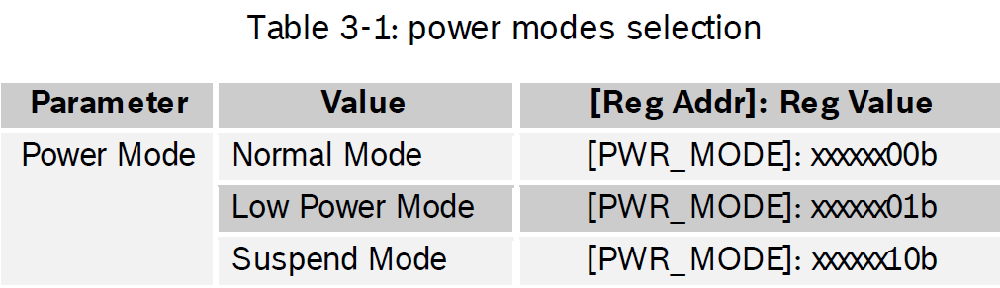 Table 3-1: power modes selection
Parameter Value [Reg Addr]: Reg Value
Power Mode Normal Mode [PWR_MODE]: xxxxxx00b
Low Power Mode [PWR_MODE]: xxxxxx01b
Suspend Mode [PWR_MODE]: xxxxxx10b